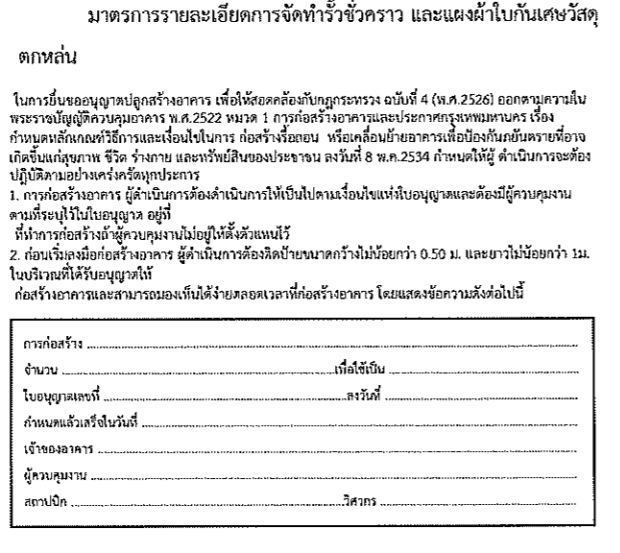 มาตรการรายละเอียดการจัดทำรั้วชั่วคราว และแผงผ้าใบกันเศษวัสดุ
ตกหล่น
ในการยื่นขออนุญาตปลูกสร้างอาคาร เพื่อให้สอดคล้องกับกฎกระทรวง ฉบับที่ 4 (พ.ศ.2526) ออกตามความใน
พระราชบัญญัติควบคุมอาคาร พ.ศ.2522 หมวด 1 การก่อสร้างอาคารและประกาศกรุงเทพมหานคร เรื่อง
กำหนดหลักเกณฑ์วิธีการและเงื่อนไขในการ ก่อสร้างรื้อถอน หรือเคลื่อนย้ายอาคารเพื่อป้องกันภยันตรายที่อาจ
เกิดขึ้นแก่สุขภาพ ชีวิต ร่างกาย และทรัพย์สินของประชาชน ลงวันที่ 8 พ.ค.2534 กำหนดให้ผู้ ดำเนินการจะต้อง
ปฏิบัติตามอย่างเคร่งครัดทุกประการ
1. การก่อสร้างอาคาร ผู้ดำเนินการต้องดำเนินการให้เป็นไปตามเงื่อนไขแห่งใบอนุญาตและต้องมีผู้ควบคุมงาน
ตามที่ระบุไว้ในใบอนุญาต อยู่ที่
ที่ทำการก่อสร้างถ้าผู้ควบคุมงานไม่อยู่ให้ตั้งตัวแทนไว้
2. ก่อนเริ่มลงมือก่อสร้างอาคาร ผู้ดำเนินการต้องติดป้ายขนาดกว้างไม่น้อยกว่า 0.50 ม. และยาวไม่น้อยกว่า 1ม.
ในบริเวณที่ได้รับอนุญาตให้
ก่อสร้างอาคารและสามารถมองเห็นได้ง่ายตลอดเวลาที่ก่อสร้างอาคาร โดยแสดงข้อความดังต่อไปนี้
การก่อสร้าง ........................................
จำนวน ........................................เพื่อใช้เป็น ........................................
ใบอนุญาตเลขที่ ........................................ลงวันที่ ........................................
กำหนดแล้วเสร็จในวันที่ ........................................
เจ้าของอาคาร ........................................
ผู้ควบคุมงาน ........................................
สถาปนิก ........................................วิศวกร ........................................